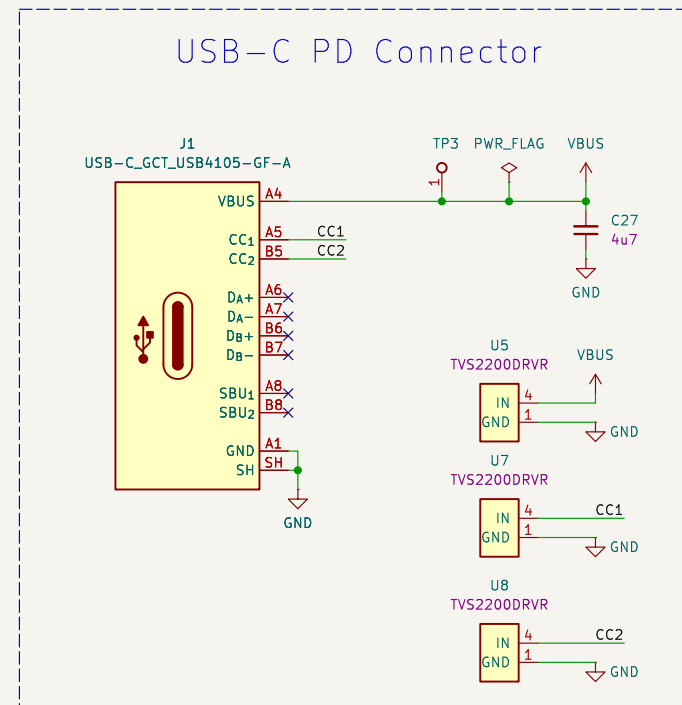 USB-C PD Connector
J1
USB-C_GCT_USB4105-GF-A
VBUS A4
CC1 A5 CC1
CC2 B5 CC2
DA+ A6
DA- A7
DB+ B6
DB- B7
SBU1 A8
SBU2 B8
GND A1
SH SH
GND
TP3 PWR_FLAG VBUS
1
C27
4u7
GND
U5
TVS2200DRVR
VBUS
IN 4
GND 1 GND
U7
TVS2200DRVR
IN 4 CC1
GND 1 GND
U8
TVS2200DRVR
IN 4 CC2
GND 1 GND